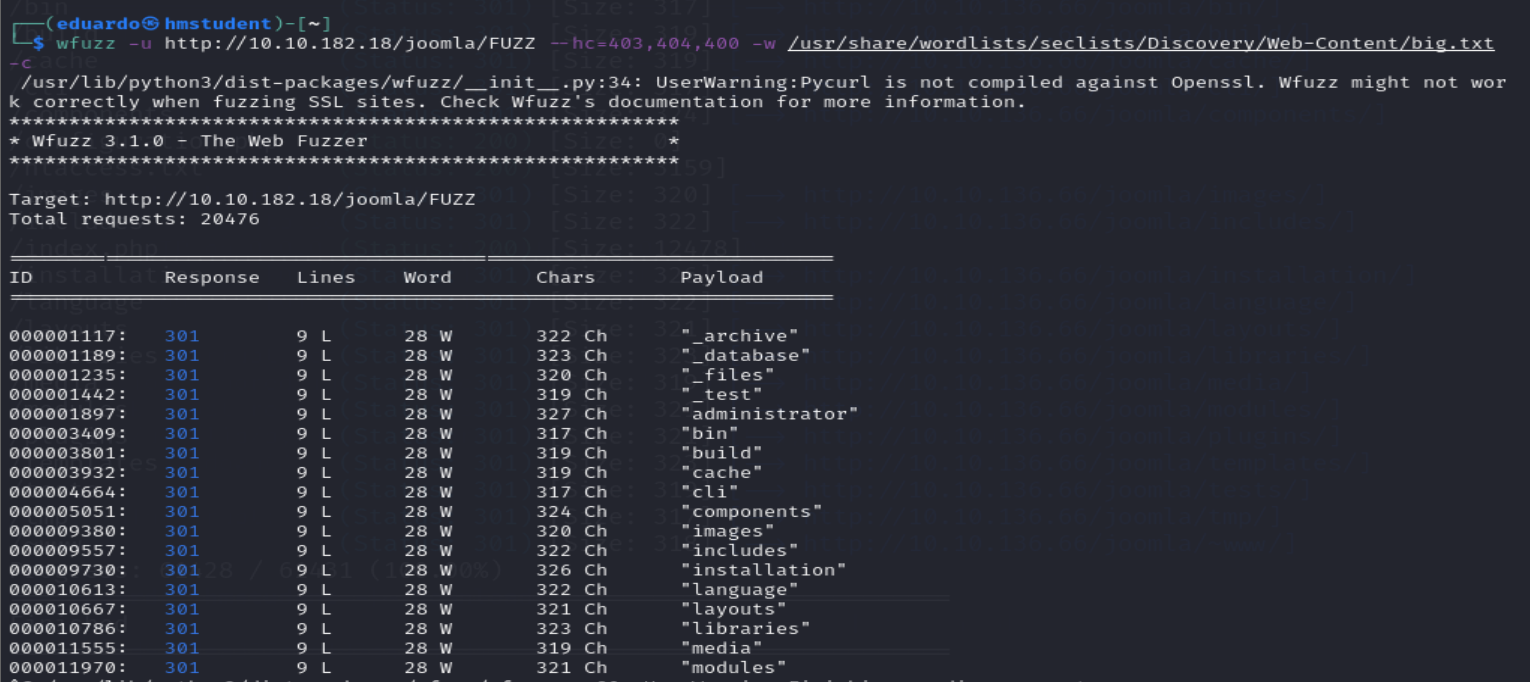 ┌──(eduardo㉿hmstudent)-[~]
└─$ wfuzz -u http://10.10.182.18/joomla/FUZZ --hc=403,404,400 -w /usr/share/wordlists/seclists/Discovery/Web-Content/big.txt
-c
/usr/lib/python3/dist-packages/wfuzz/__init__.py:34: UserWarning:Pycurl is not compiled against Openssl. Wfuzz might not wor
k correctly when fuzzing SSL sites. Check Wfuzz's documentation for more information.
********************************************************
* Wfuzz 3.1.0 - The Web Fuzzer                         *
********************************************************
Target: http://10.10.182.18/joomla/FUZZ
Total requests: 20476
=====================================================================
ID           Response   Lines    Word       Chars       Payload
=====================================================================
000001117:   301        9 L      28 W       322 Ch      "_archive"
000001189:   301        9 L      28 W       323 Ch      "_database"
000001235:   301        9 L      28 W       320 Ch      "_files"
000001442:   301        9 L      28 W       319 Ch      "_test"
000001897:   301        9 L      28 W       327 Ch      "administrator"
000003409:   301        9 L      28 W       317 Ch      "bin"
000003801:   301        9 L      28 W       319 Ch      "build"
000003932:   301        9 L      28 W       319 Ch      "cache"
000004664:   301        9 L      28 W       317 Ch      "cli"
000005051:   301        9 L      28 W       324 Ch      "components"
000009380:   301        9 L      28 W       320 Ch      "images"
000009557:   301        9 L      28 W       322 Ch      "includes"
000009730:   301        9 L      28 W       326 Ch      "installation"
000010613:   301        9 L      28 W       322 Ch      "language"
000010667:   301        9 L      28 W       321 Ch      "layouts"
000010786:   301        9 L      28 W       323 Ch      "libraries"
000011555:   301        9 L      28 W       319 Ch      "media"
000011970:   301        9 L      28 W       321 Ch      "modules"